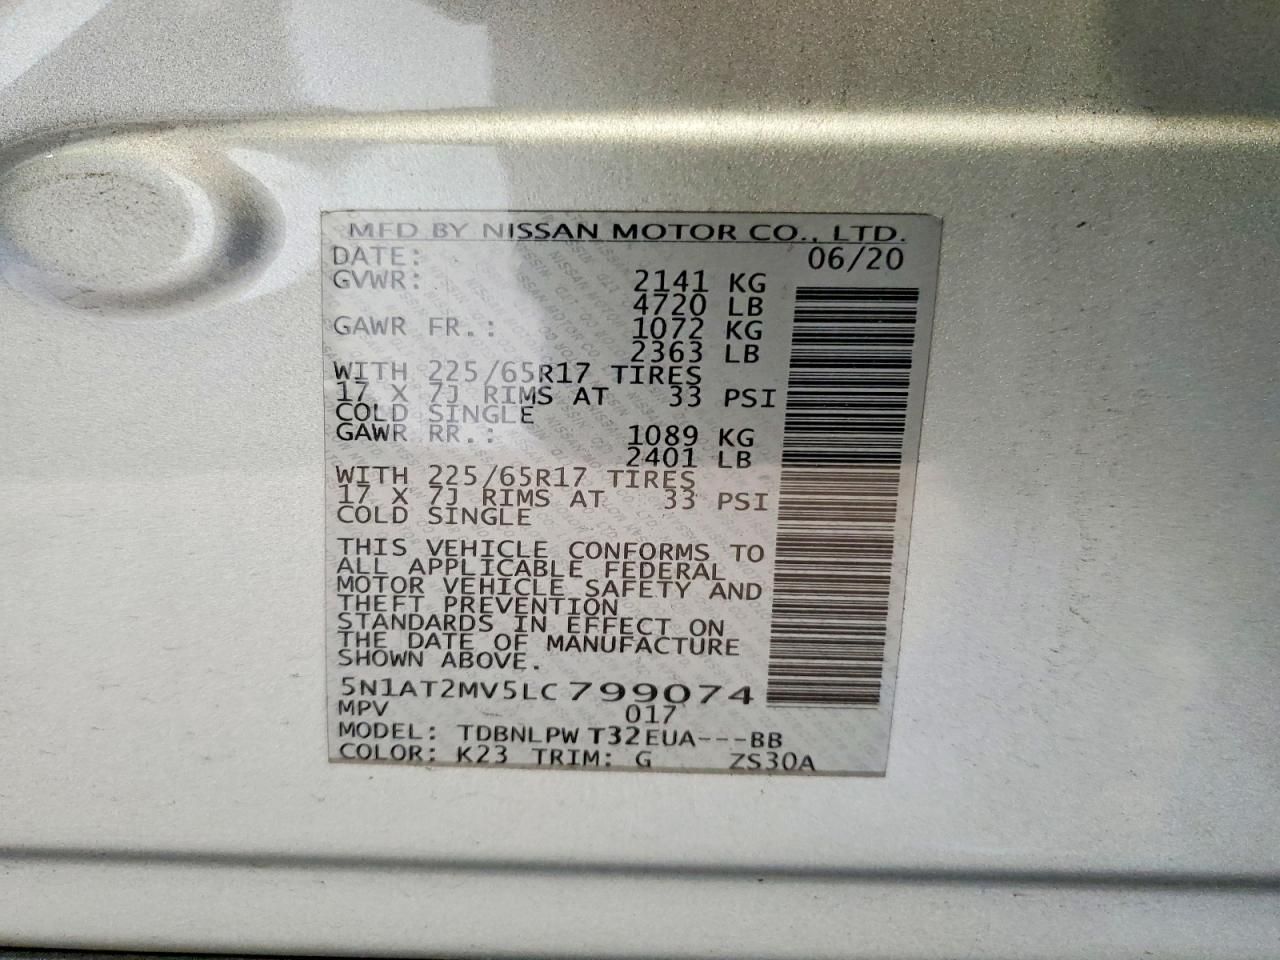 MFD BY NISSAN MOTOR CO., LTD.
DATE: 06/20
GVWR: 2141 KG
4720 LB
GAWR FR.: 1072 KG
2363 LB
WITH 225/65R17 TIRES
17 X 7J RIMS AT 33 PSI
COLD SINGLE
GAWR RR.: 1089 KG
2401 LB
WITH 225/65R17 TIRES
17 X 7J RIMS AT 33 PSI
COLD SINGLE
THIS VEHICLE CONFORMS TO
ALL APPLICABLE FEDERAL
MOTOR VEHICLE SAFETY AND
THEFT PREVENTION
STANDARDS IN EFFECT ON
THE DATE OF MANUFACTURE
SHOWN ABOVE.
5N1AT2MV5LC799074
MPV 017
MODEL: TDBNLPW T32EUA---BB
COLOR: K23 TRIM: G ZS30A